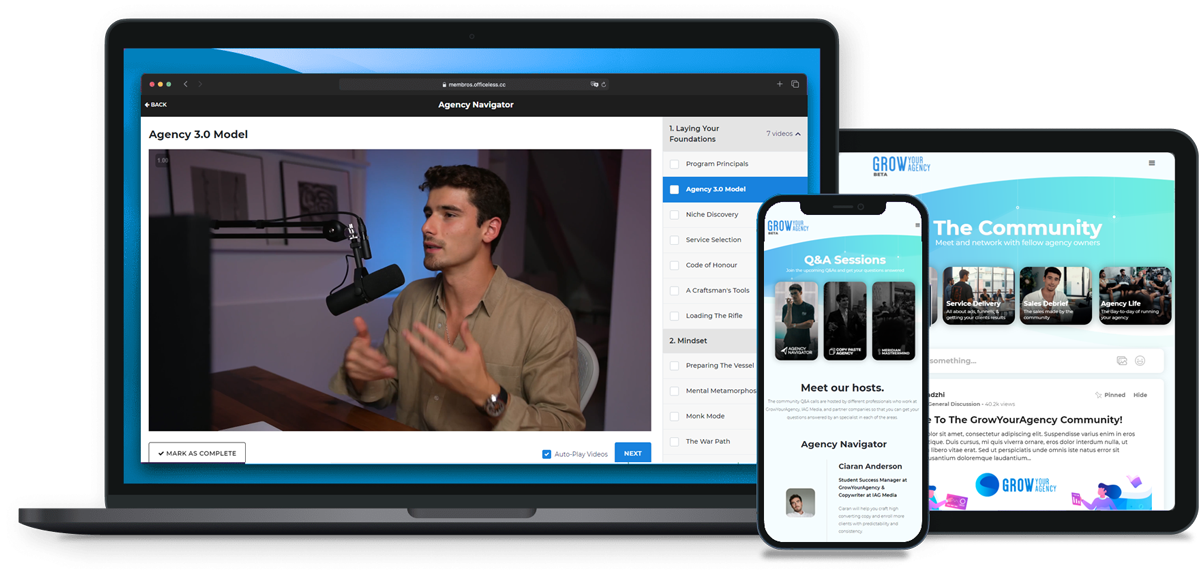 membros.officeless.cc
BACK
Agency Navigator
Agency 3.0 Model
1.00
MARK AS COMPLETE
Auto-Play Videos
NEXT
1. Laying Your
Foundations
7 videos
Program Principals
Agency 3.0 Model
Niche Discovery
Service Selection
Code of Honour
A Craftsman's Tools
Loading The Rifle
2. Mindset
Preparing The Vessel
Mental Metamorphos
Monk Mode
The War Path
GROW YOUR AGENCY
BETA
Q&A Sessions
Join the upcoming Q&As and get your questions answered
AGENCY
NAVIGATOR
COPY PASTE
AGENCY
MERIDIAN
MASTERMIND
Meet our hosts.
The community Q&A calls are hosted by different professionals who work at
GrowYourAgency, IAG Media, and partner companies so that you can get your
questions answered by an specialist in each of the areas.
Agency Navigator
Ciaran Anderson
Student Success Manager at
GrowYourAgency &
Copywriter at IAG Media
Ciaran will help you craft high
converting copy and enroll more
clients with predictability and
consistency.
GROW YOUR AGENCY
BETA
The Community
Meet and network with fellow agency owners
Service Delivery
All about ads, funnels, &
getting your clients results
Sales Debrief
The sales made by the
community
Agency Life
The day-to-day of running
your agency
something...
adzhl
Pinned
Hide
General Discussion • 40.2k views
e To The GrowYourAgency Community!
olor sit amet, consectetur adipiscing elit. Suspendisse varius enim in eros
. Duis cursus, mi quis viverra ornare, eros dolor interdum nulla, ut
libero vitae erat. Sed ut perspiciatis unde omnis iste natus error sit
usantium doloremque laudantium...
GROW YOUR AGENCY